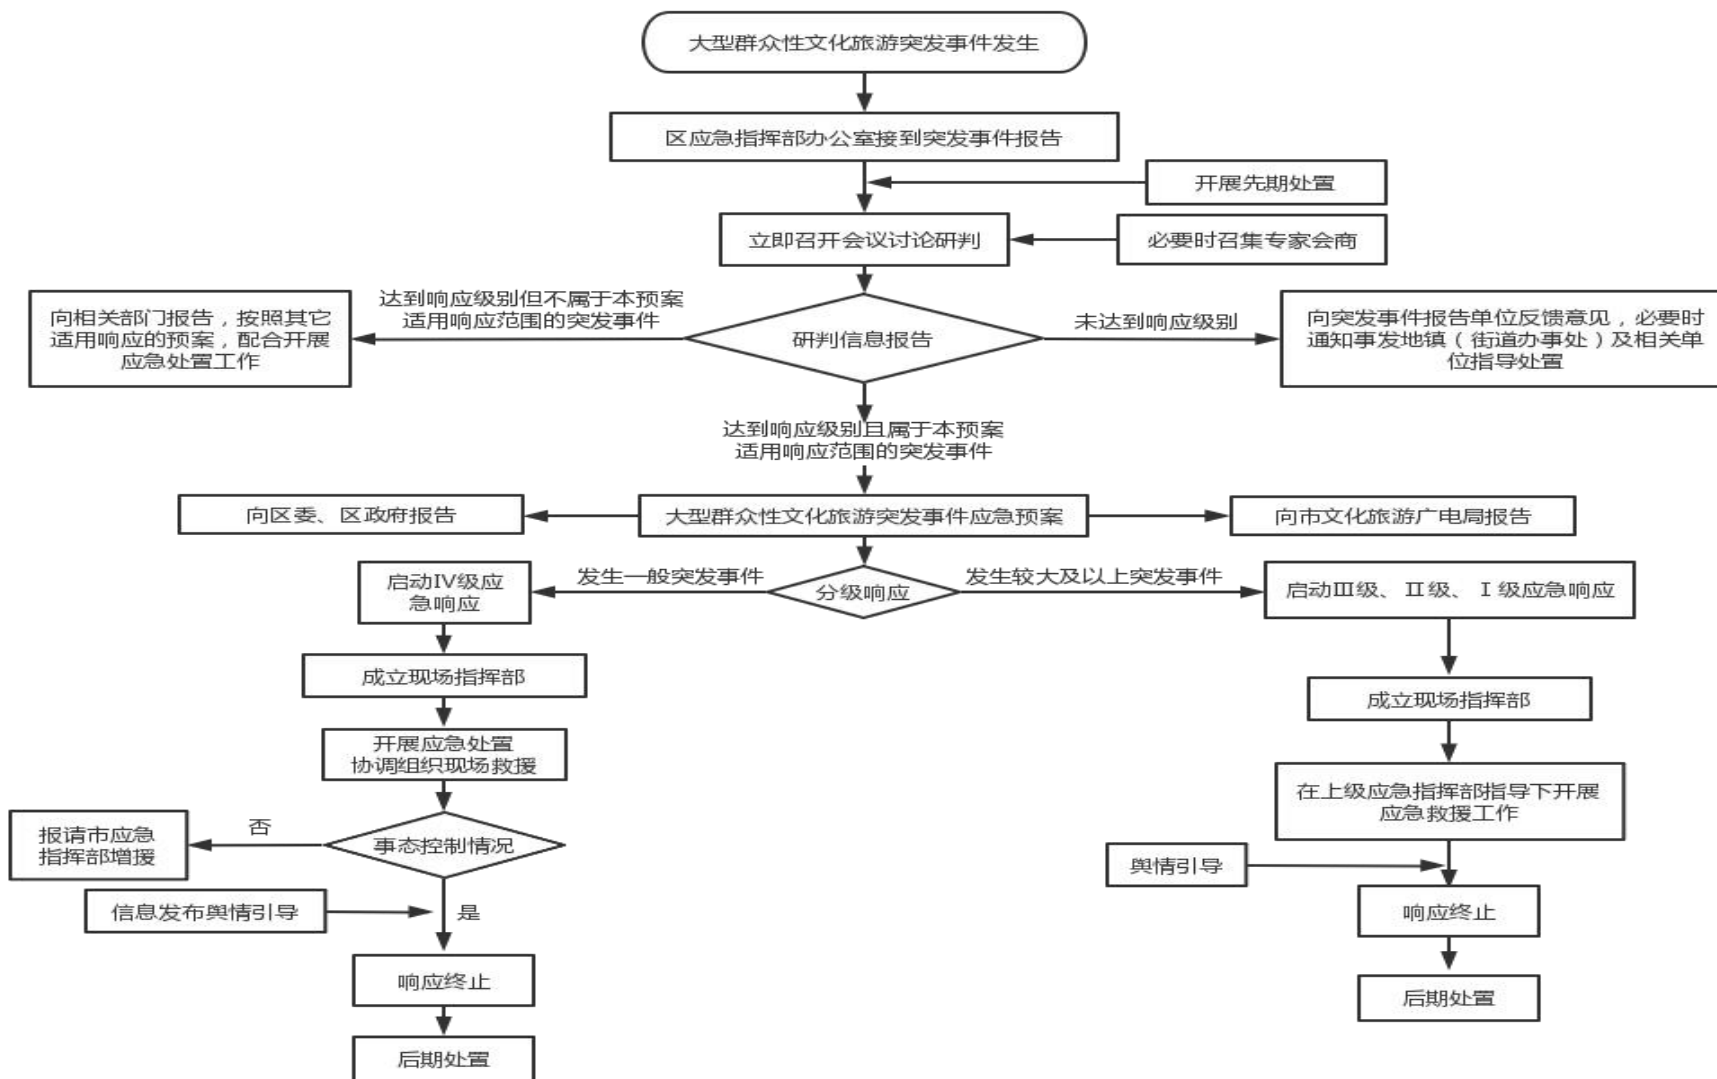 大型群众性文化旅游突发事件发生
区应急指挥部办公室接到突发事件报告
开展先期处置
立即召开会议讨论研判
必要时召集专家会商
达到响应级别但不属于本预案
适用响应范围的突发事件
向相关部门报告，按照其它
适用响应的预案，配合开展
应急处置工作
研判信息报告
未达到响应级别
向突发事件报告单位反馈意见，必要时
通知事发地镇（街道办事处）及相关单
位指导处置
达到响应级别且属于本预案
适用响应范围的突发事件
向区委、区政府报告
大型群众性文化旅游突发事件应急预案
向市文化旅游广电局报告
启动IV级应
急响应
发生一般突发事件
分级响应
发生较大及以上突发事件
启动Ⅲ级、Ⅱ级、Ⅰ级应急响应
成立现场指挥部
成立现场指挥部
开展应急处置
协调组织现场救援
在上级应急指挥部指导下开展
应急救援工作
报请市应急
指挥部增援
否
事态控制情况
舆情引导
信息发布舆情引导
是
响应终止
响应终止
后期处置
后期处置